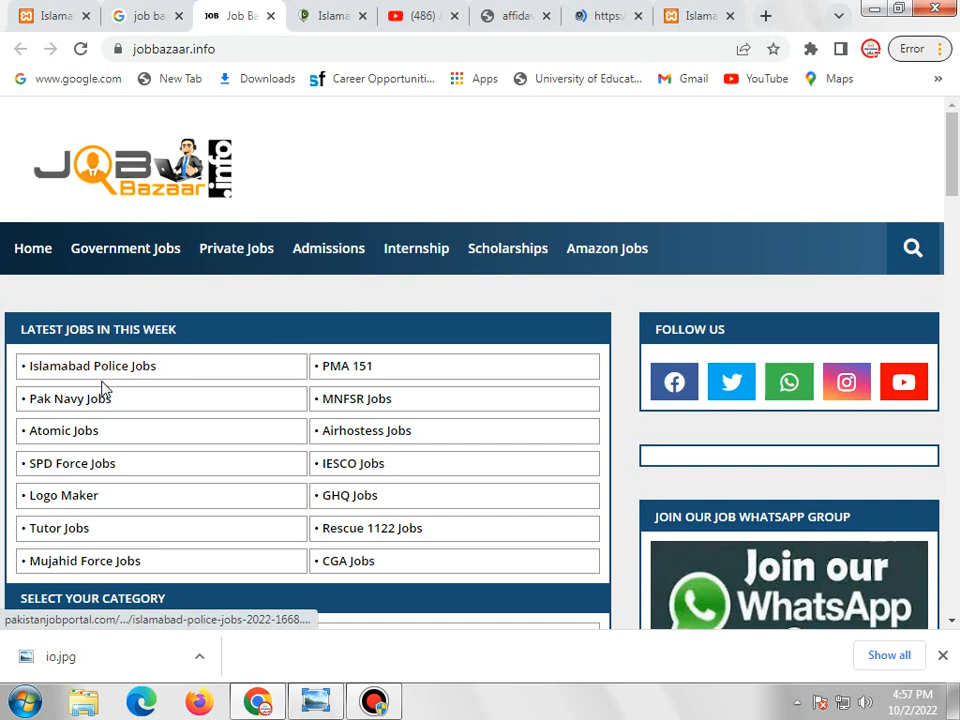 Islama
job ba
JOB
Job Ba
Islama
(486)
affida
https:
Islama
jobbazaar.info
Error
www.google.com
New Tab
Downloads
sf
Career Opportuniti...
Apps
University of Educat...
Gmail
YouTube
Maps
»
JOB
Bazaar
.info
Home
Government Jobs
Private Jobs
Admissions
Internship
Scholarships
Amazon Jobs
LATEST JOBS IN THIS WEEK
• Islamabad Police Jobs
• PMA 151
• Pak Navy Jobs
• MNFSR Jobs
• Atomic Jobs
• Airhostess Jobs
• SPD Force Jobs
• IESCO Jobs
• Logo Maker
• GHQ Jobs
• Tutor Jobs
• Rescue 1122 Jobs
• Mujahid Force Jobs
• CGA Jobs
SELECT YOUR CATEGORY
FOLLOW US
JOIN OUR JOB WHATSAPP GROUP
Join our
WhatsApp
pakistanjobportal.com/.../islamabad-police-jobs-2022-1668....
io.jpg
Show all
4:57 PM
10/2/2022